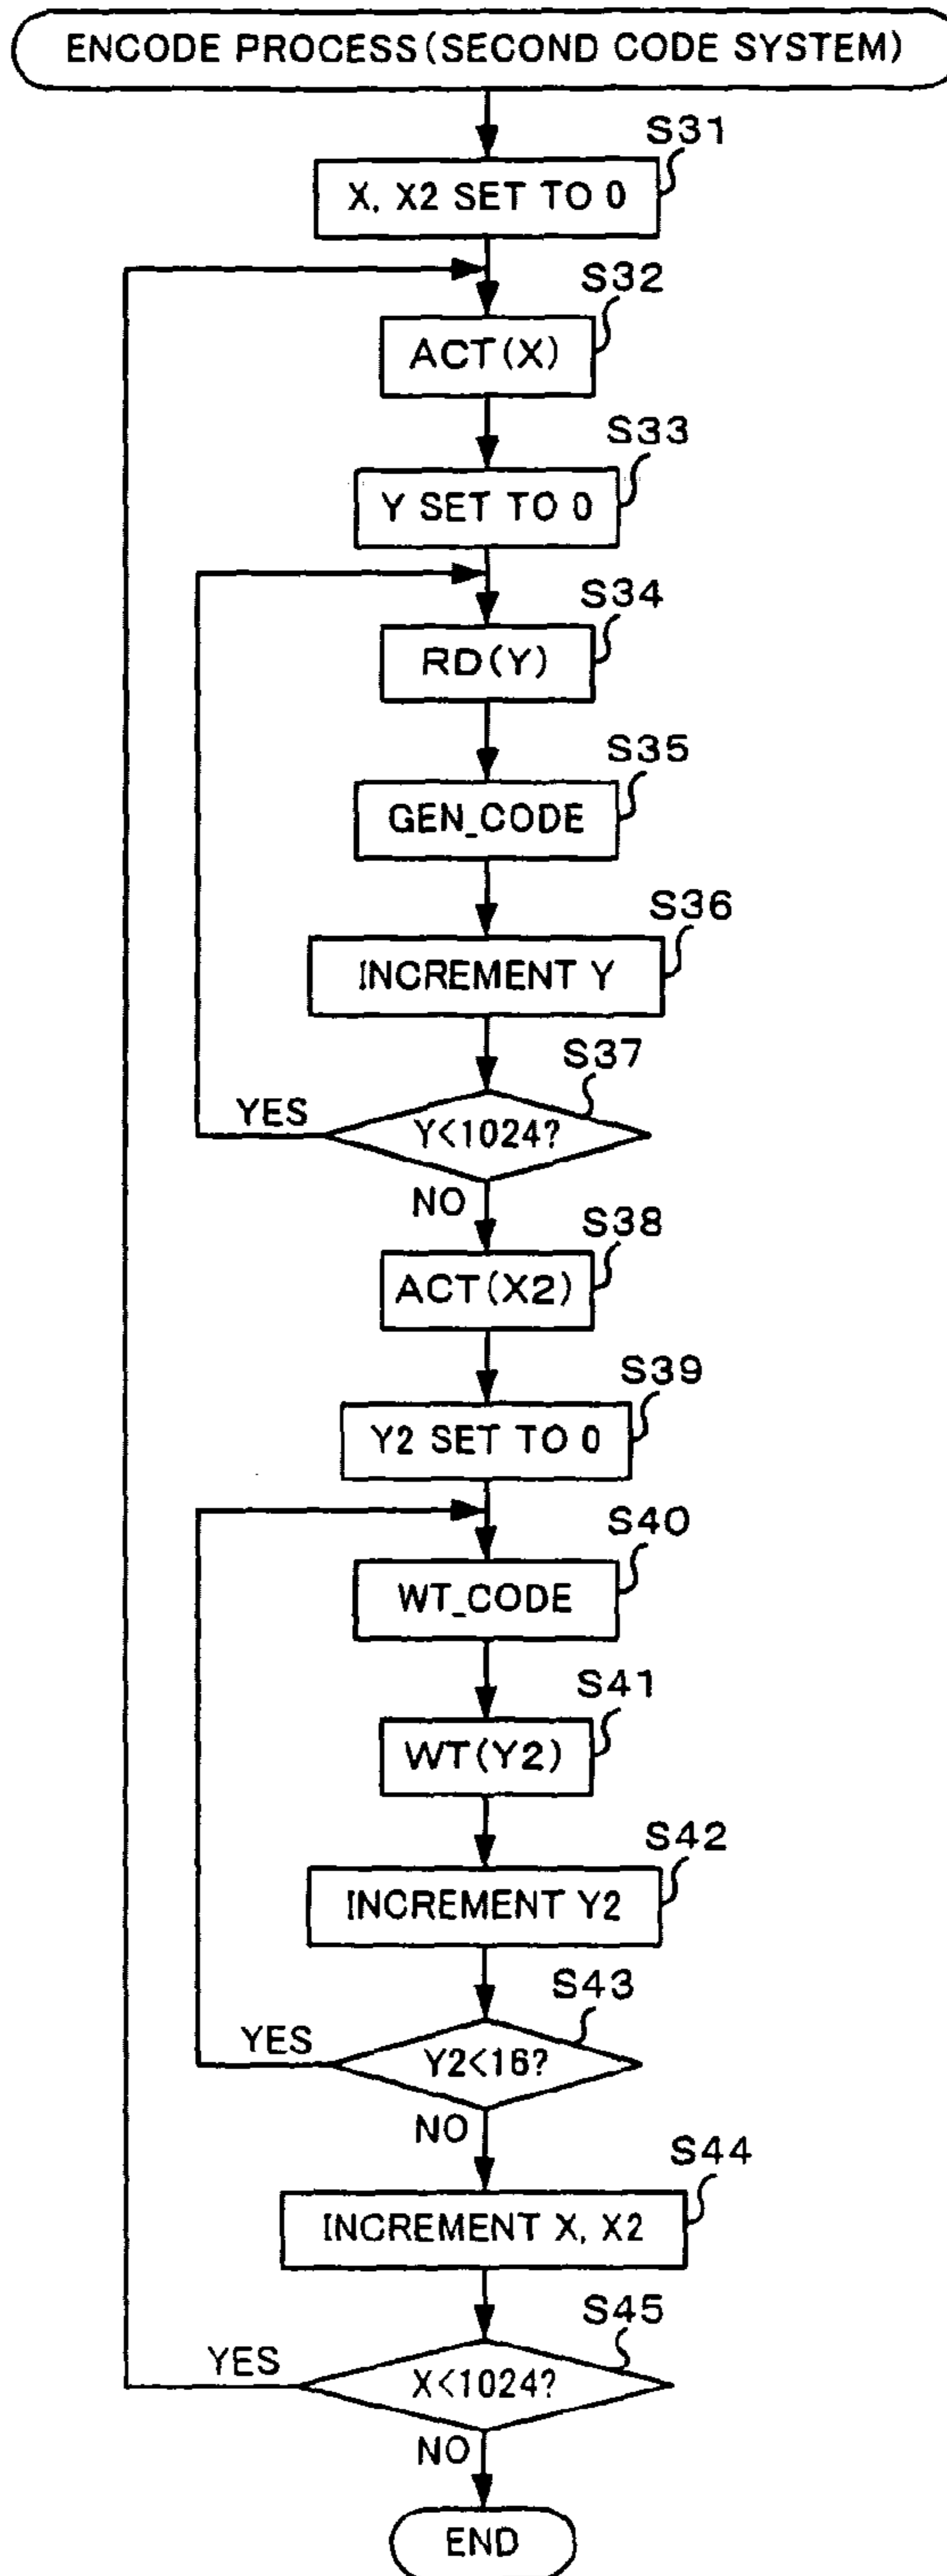 ENCODE PROCESS(SECOND CODE SYSTEM)
S31
X, X2 SET TO 0
S32
ACT(X)
S33
Y SET TO 0
S34
RD(Y)
S35
GEN_CODE
S36
INCREMENT Y
S37
YES
Y<1024?
NO
S38
ACT(X2)
S39
Y2 SET TO 0
S40
WT_CODE
S41
WT(Y2)
S42
INCREMENT Y2
S43
YES
Y2<16?
NO
S44
INCREMENT X, X2
S45
YES
X<1024?
NO
END